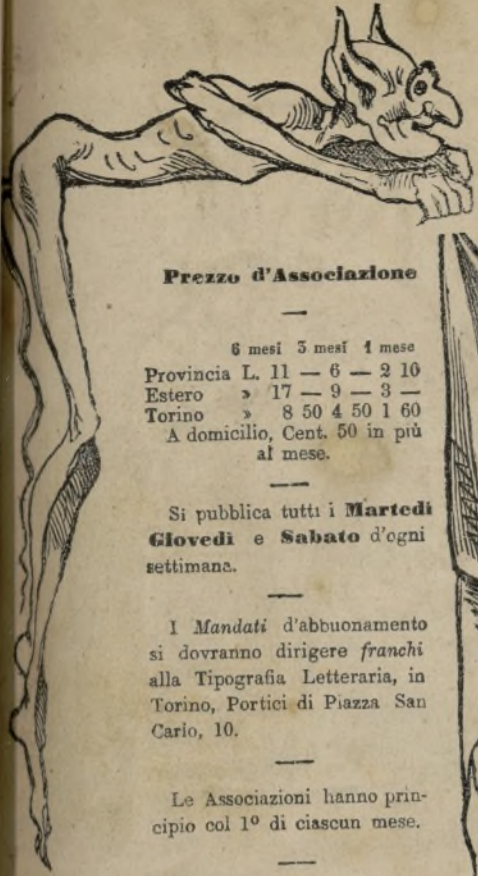 Prezzo d'Associazione
6 mesi 3 mesi 1 mese
Provincia L. 11 — 6 — 2 10
Estero » 17 — 9 — 3 —
Torino » 8 50 4 50 1 60
A domicilio, Cent. 50 in più
al mese.
Si pubblica tutti i Martedì
Giovedì e Sabato d'ogni
settimana.
I Mandati d'abbuonamento
si dovranno dirigere franchi
alla Tipografia Letteraria, in
Torino, Portici di Piazza San
Carlo, 10.
Le Associazioni hanno prin-
cipio col 1º di ciascun mese.